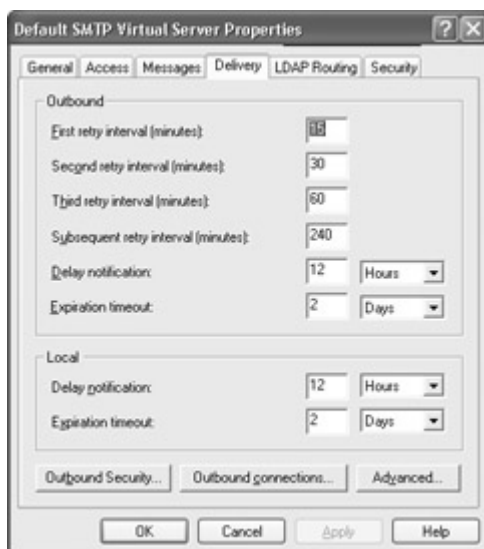 Default SMTP Virtual Server Properties
General Access Messages Delivery LDAP Routing Security
Outbound
First retry interval (minutes): 15
Second retry interval (minutes): 30
Third retry interval (minutes): 60
Subsequent retry interval (minutes): 240
Delay notification: 12 Hours
Expiration timeout: 2 Days
Local
Delay notification: 12 Hours
Expiration timeout: 2 Days
Outbound Security... Outbound connections... Advanced...
OK Cancel Apply Help